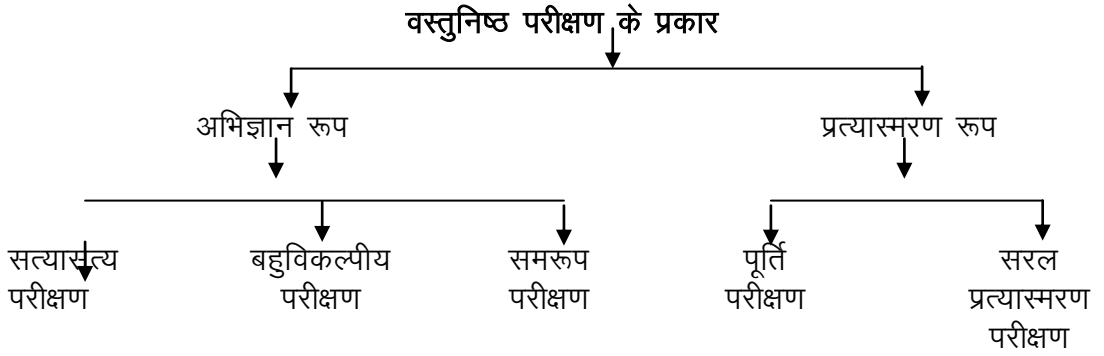 वस्तुनिष्ठ परीक्षण के प्रकार
अभिज्ञान रूप
प्रत्यास्मरण रूप
सत्यासत्य
परीक्षण
बहुविकल्पीय
परीक्षण
समरूप
परीक्षण
पूर्ति
परीक्षण
सरल
प्रत्यास्मरण
परीक्षण